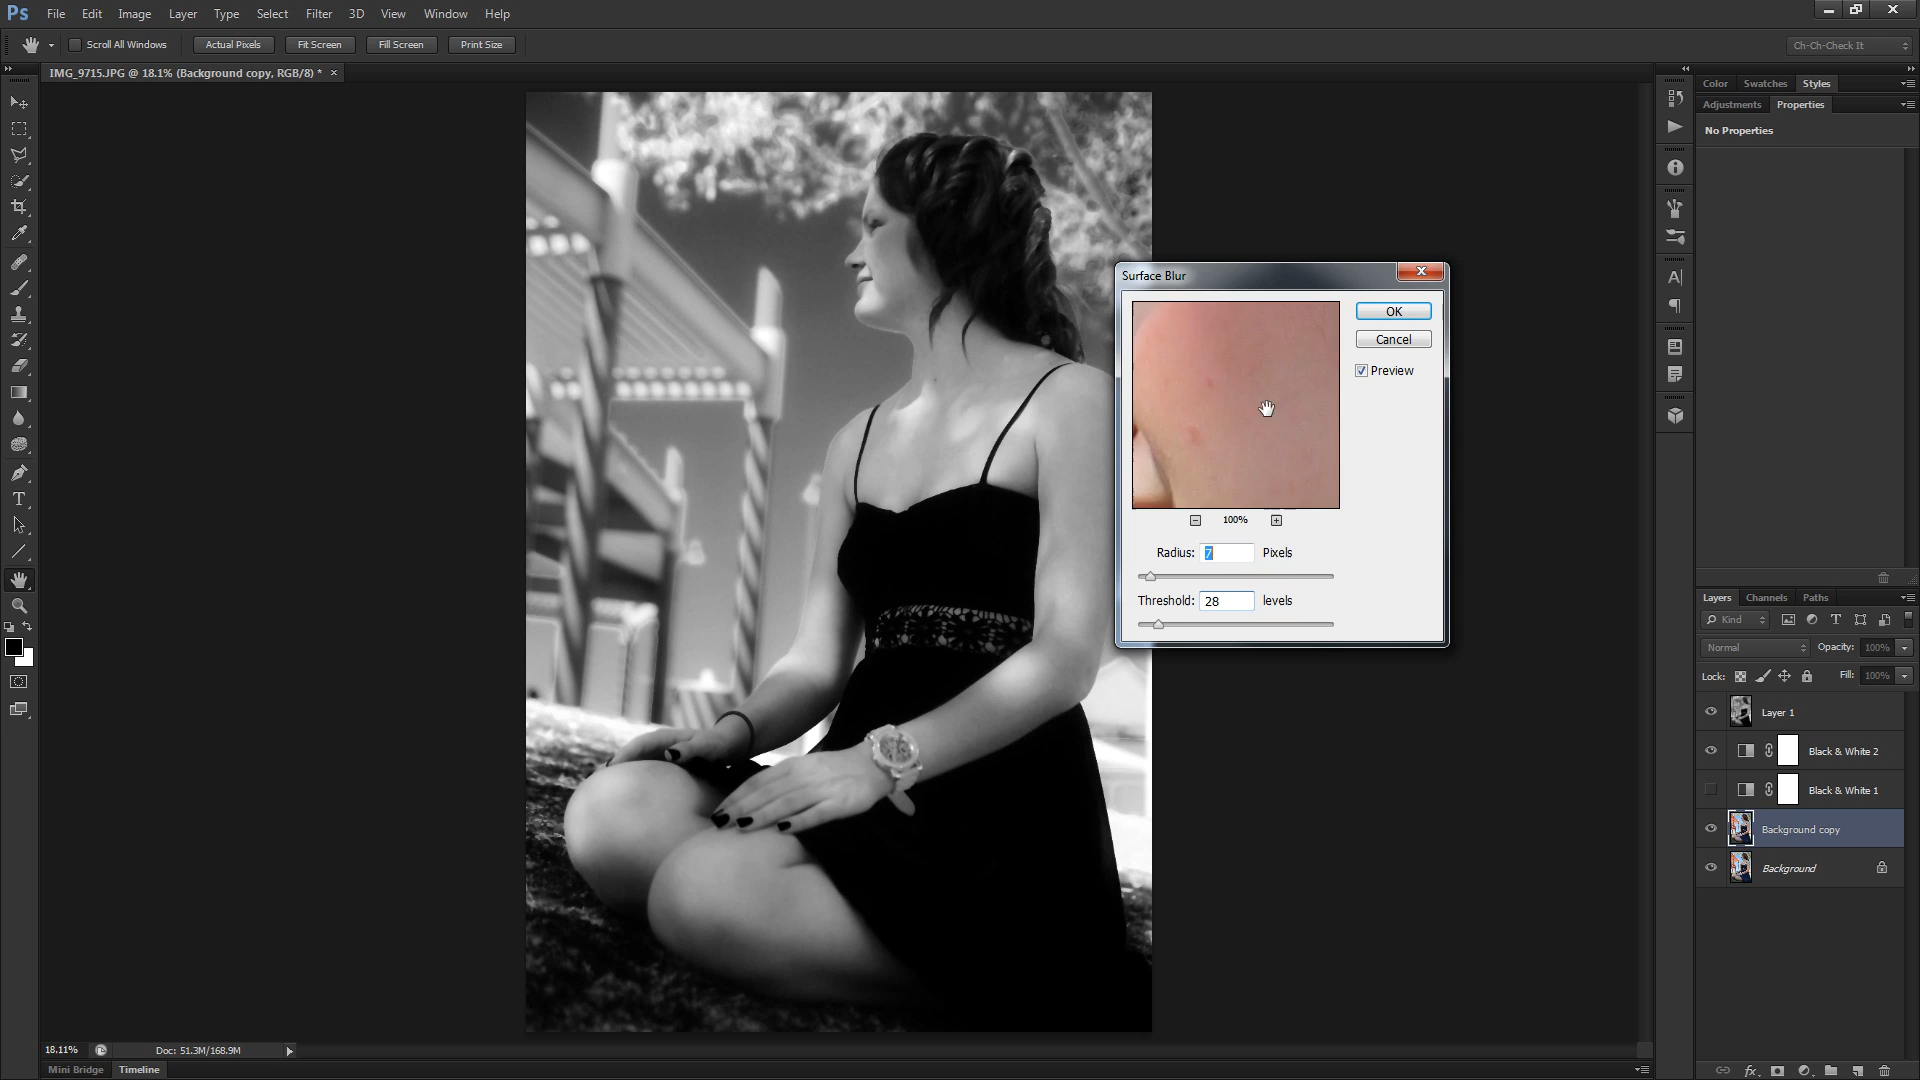 Ps File Edit Image Layer Type Select Filter 3D View Window Help
Scroll All Windows Actual Pixels Fit Screen Fill Screen Print Size Ch-Ch-Check It
IMG_9715.JPG @ 18.1% (Background copy, RGB/8) * ×
Color Swatches Styles
Adjustments Properties
No Properties
Surface Blur
OK
Cancel
Preview
100%
Radius: 7 Pixels
Threshold: 28 levels
Layers Channels Paths
Kind
Normal Opacity: 100%
Lock: Fill: 100%
Layer 1
Black & White 2
Black & White 1
Background copy
Background
18.11% Doc: 51.3M/168.9M
Mini Bridge Timeline